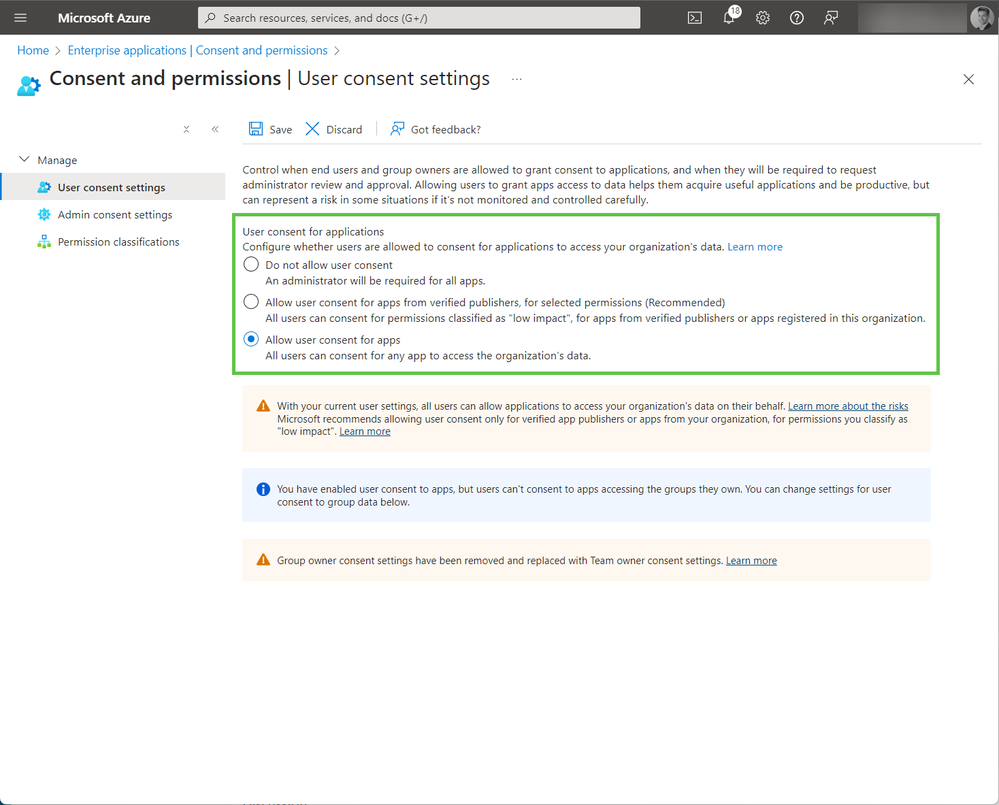 Microsoft Azure
Search resources, services, and docs (G+/)
18
Home > Enterprise applications | Consent and permissions >
Consent and permissions | User consent settings ...
Save Discard Got feedback?
Manage
User consent settings
Admin consent settings
Permission classifications
Control when end users and group owners are allowed to grant consent to applications, and when they will be required to request
administrator review and approval. Allowing users to grant apps access to data helps them acquire useful applications and be productive, but
can represent a risk in some situations if it's not monitored and controlled carefully.
User consent for applications
Configure whether users are allowed to consent for applications to access your organization's data. Learn more
Do not allow user consent
An administrator will be required for all apps.
Allow user consent for apps from verified publishers, for selected permissions (Recommended)
All users can consent for permissions classified as "low impact", for apps from verified publishers or apps registered in this organization.
Allow user consent for apps
All users can consent for any app to access the organization's data.
With your current user settings, all users can allow applications to access your organization's data on their behalf. Learn more about the risks
Microsoft recommends allowing user consent only for verified app publishers or apps from your organization, for permissions you classify as
"low impact". Learn more
You have enabled user consent to apps, but users can't consent to apps accessing the groups they own. You can change settings for user
consent to group data below.
Group owner consent settings have been removed and replaced with Team owner consent settings. Learn more